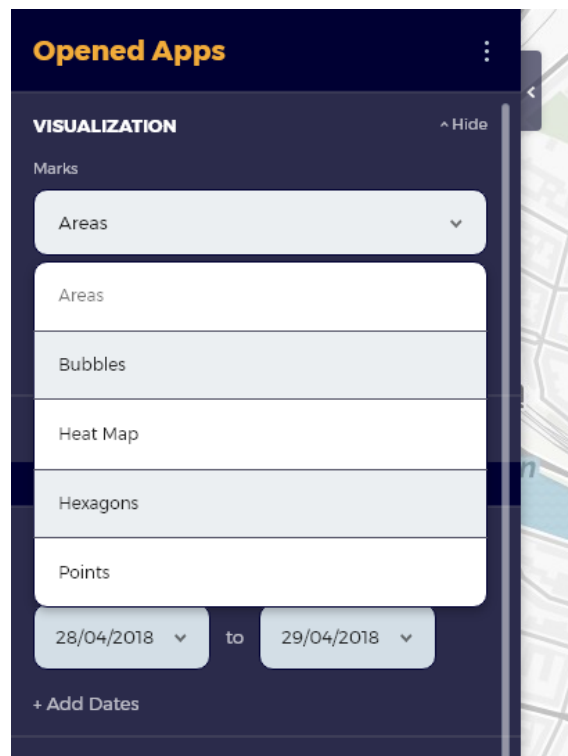 Opened Apps
VISUALIZATION
Hide
Marks
Areas
Areas
Bubbles
Heat Map
Hexagons
Points
28/04/2018 to 29/04/2018
+ Add Dates